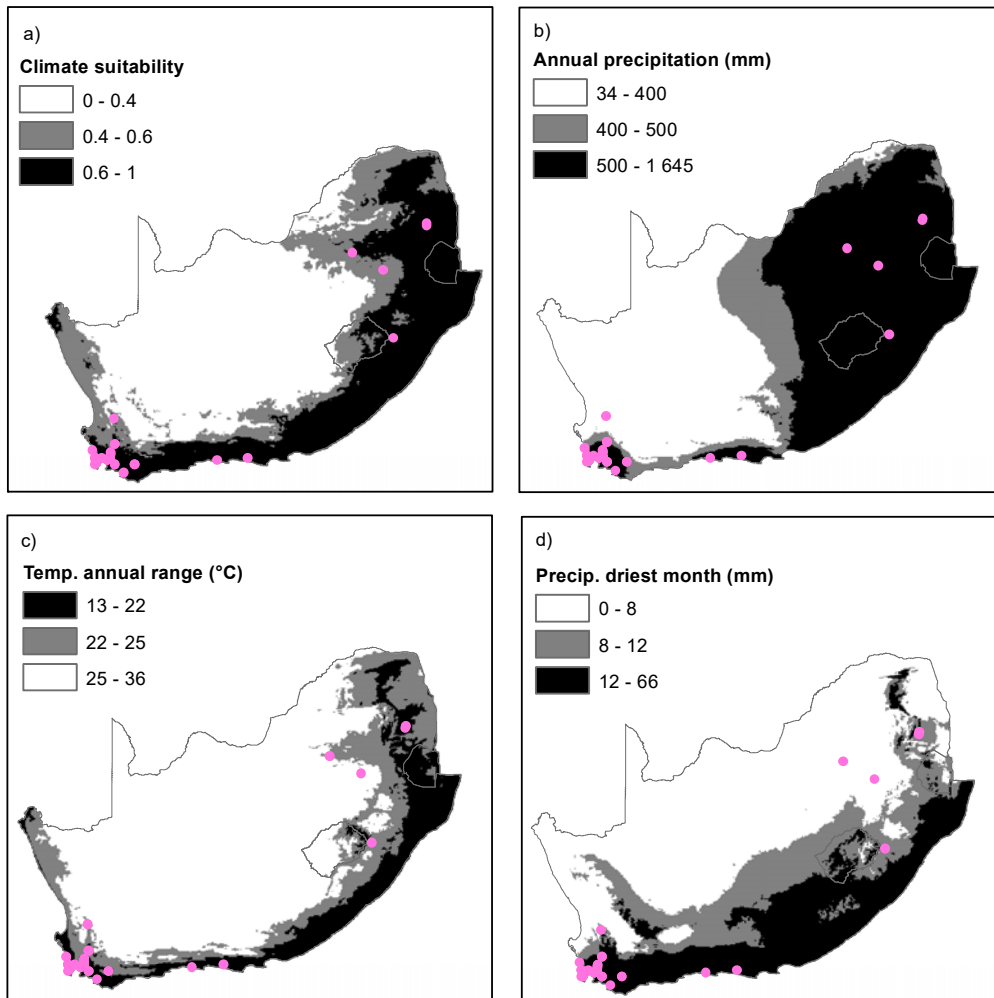 a)
Climate suitability
0 - 0.4
0.4 - 0.6
0.6 - 1
b)
Annual precipitation (mm)
34 - 400
400 - 500
500 - 1 645
c)
Temp. annual range (°C)
13 - 22
22 - 25
25 - 36
d)
Precip. driest month (mm)
0 - 8
8 - 12
12 - 66